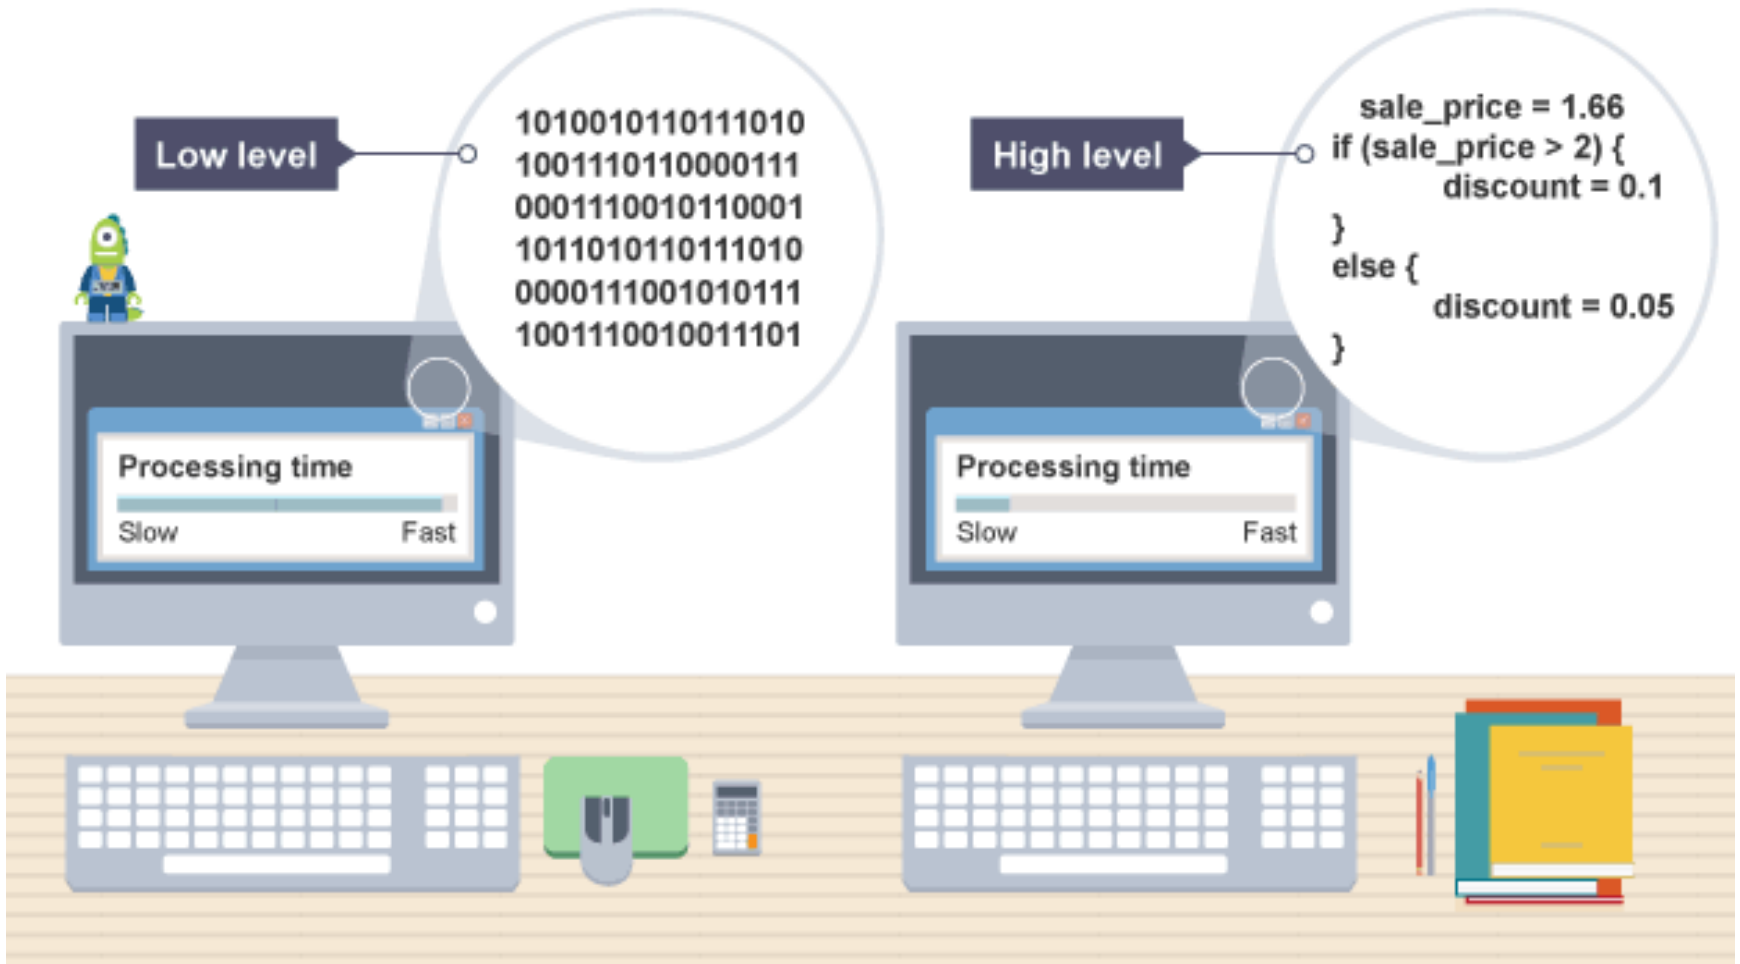 Low level
1010010110111010
1001110110000111
0001110010110001
1011010110111010
0000111001010111
1001110010011101
Processing time
Slow Fast
High level
sale_price = 1.66
if (sale_price > 2) {
discount = 0.1
}
else {
discount = 0.05
}
Processing time
Slow Fast